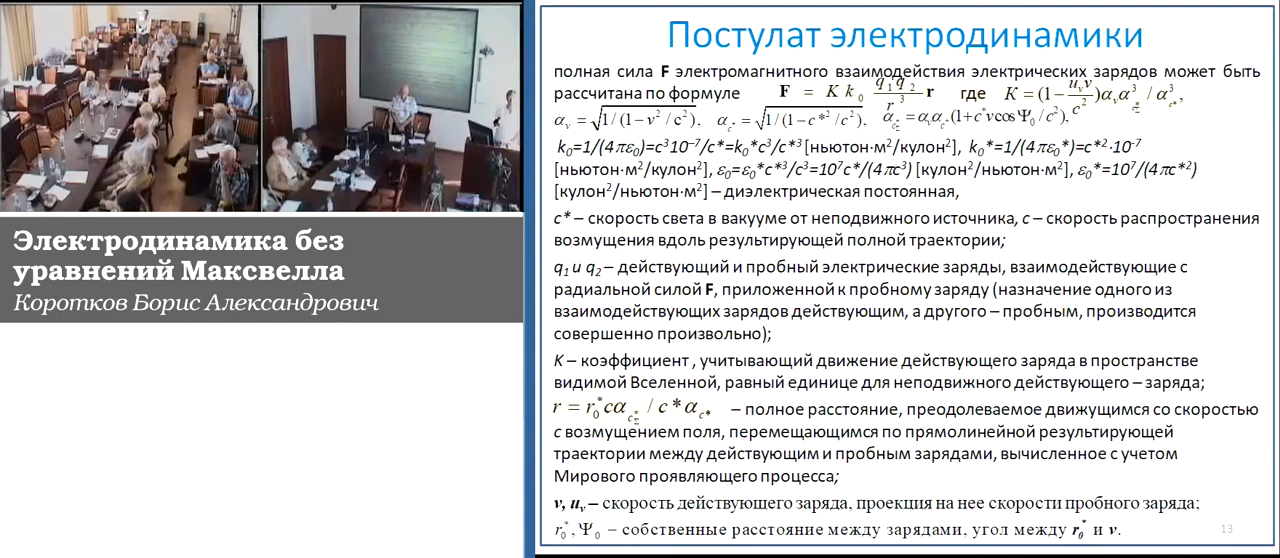 Электродинамика без
уравнений Максвелла
Коротков Борис Александрович
Постулат электродинамики
полная сила F электромагнитного взаимодействия электрических зарядов может быть
рассчитана по формуле F = K k₀ q₁q₂/r³ r где K = (1 − uᵥv/c²)αᵥα³c*Σ / α³c*,
αᵥ = √1/(1−v²/c²), αc* = √1/(1−c*²/c²), αc*Σ = αᵥαc*(1+c*v cosΨ₀/c²),
k₀=1/(4πε₀)=c³10⁻⁷/c*=k₀*c³/c*³ [ньютон·м²/кулон²], k₀*=1/(4πε₀*)=c*²·10⁻⁷
[ньютон·м²/кулон²], ε₀=ε₀*c*³/c³=10⁷c*/(4πc³) [кулон²/ньютон·м²], ε₀*=10⁷/(4πc*²)
[кулон²/ньютон·м²] – диэлектрическая постоянная,
c* – скорость света в вакууме от неподвижного источника, c – скорость распространения
возмущения вдоль результирующей полной траектории;
q₁ и q₂ – действующий и пробный электрические заряды, взаимодействующие с
радиальной силой F, приложенной к пробному заряду (назначение одного из
взаимодействующих зарядов действующим, а другого – пробным, производится
совершенно произвольно);
K – коэффициент , учитывающий движение действующего заряда в пространстве
видимой Вселенной, равный единице для неподвижного действующего – заряда;
r = r₀*cαc*Σ / c*αc* – полное расстояние, преодолеваемое движущимся со скоростью
c возмущением поля, перемещающимся по прямолинейной результирующей
траектории между действующим и пробным зарядами, вычисленное с учетом
Мирового проявляющего процесса;
v, uᵥ – скорость действующего заряда, проекция на нее скорости пробного заряда;
r₀*, Ψ₀ – собственные расстояние между зарядами, угол между r₀* и v.
13